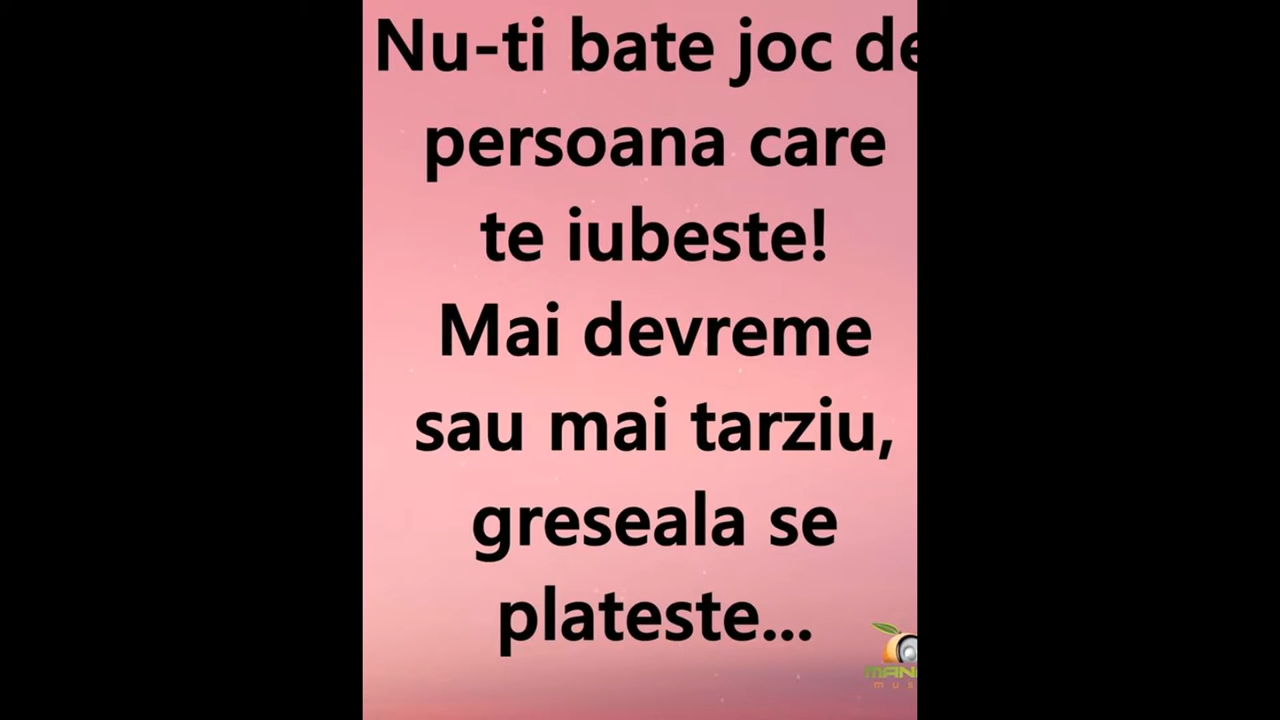 Nu-ti bate joc de
persoana care
te iubeste!
Mai devreme
sau mai tarziu,
greseala se
plateste...